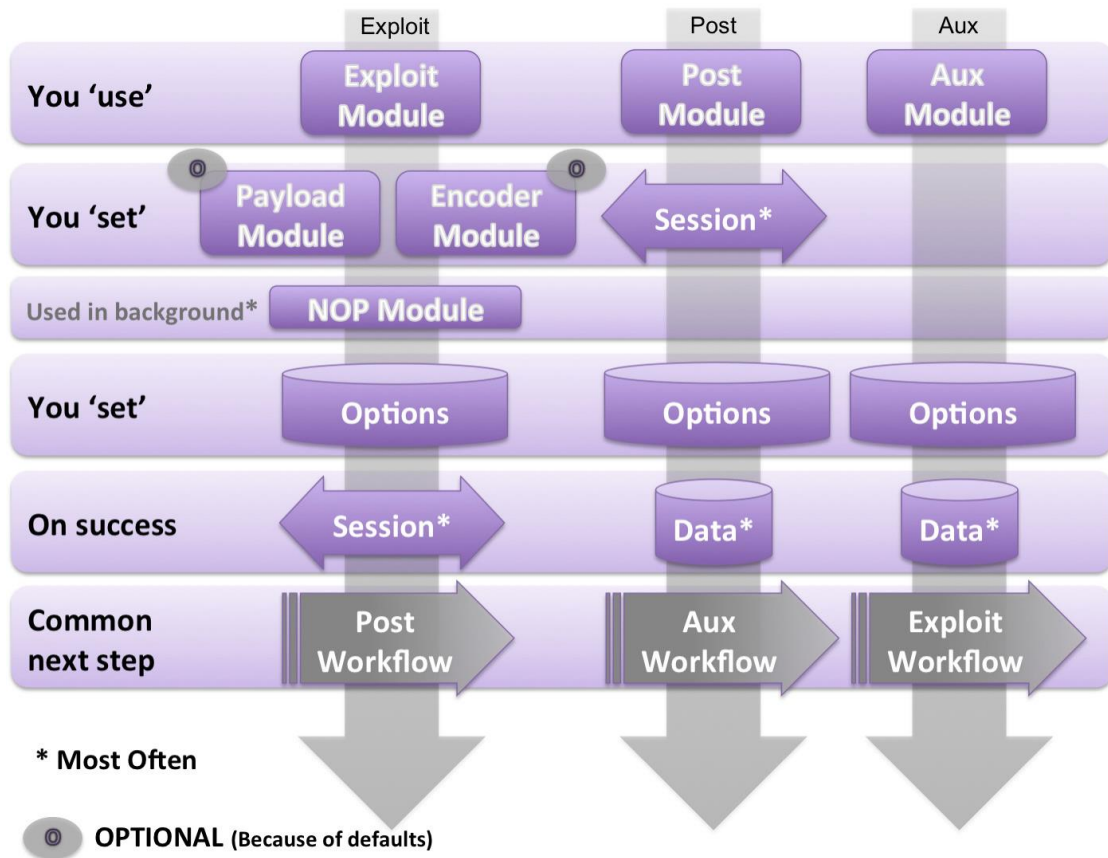 Exploit
Post
Aux
You ‘use’
Exploit
Module
Post
Module
Aux
Module
You ‘set’
O
Payload
Module
Encoder
Module
O
Session*
Used in background*
NOP Module
You ‘set’
Options
Options
Options
On success
Session*
Data*
Data*
Common
next step
Post
Workflow
Aux
Workflow
Exploit
Workflow
* Most Often
O OPTIONAL (Because of defaults)